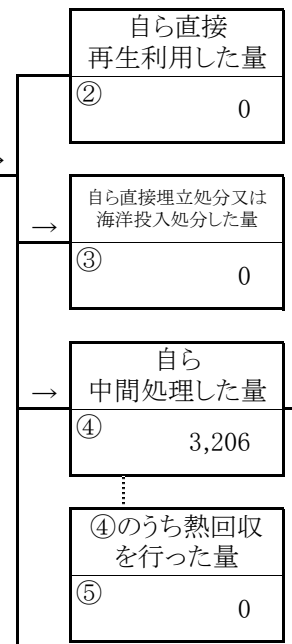 自ら直接
再生利用した量
②
0
→
自ら直接埋立処分又は
海洋投入処分した量
→
③
0
自ら
中間処理した量
→
④
3,206
④のうち熱回収
を行った量
⑤
0